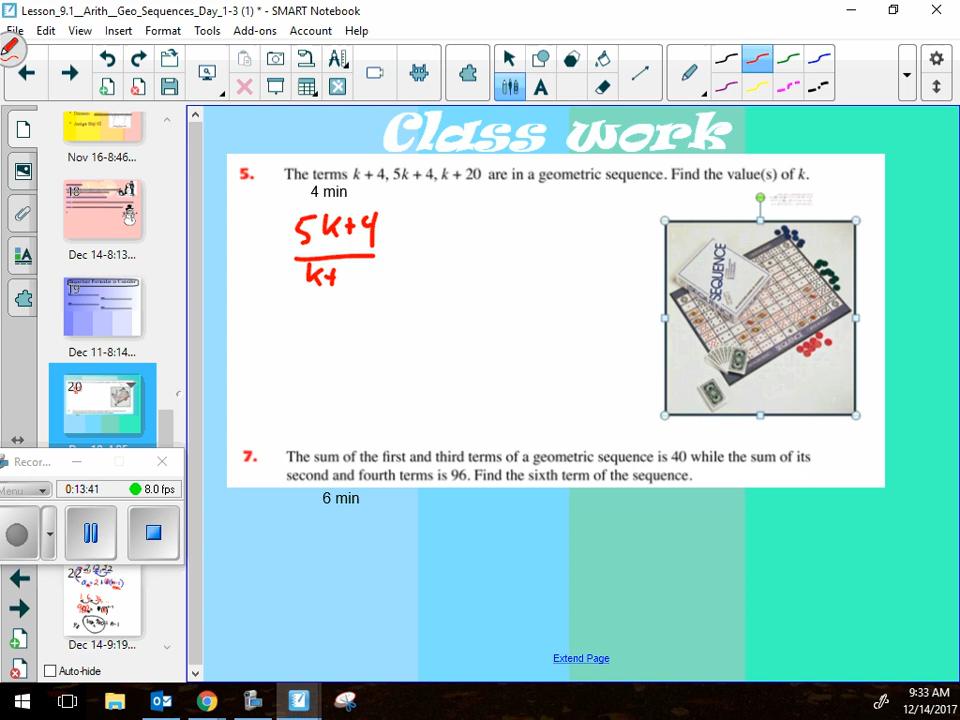 Lesson_9.1__Arith__Geo_Sequences_Day_1-3 (1) * - SMART Notebook
File Edit View Insert Format Tools Add-ons Account Help
Class work
Nov 16-8:46...
18
Dec 14-8:13...
19
Dec 11-8:14...
20
5. The terms k + 4, 5k + 4, k + 20 are in a geometric sequence. Find the value(s) of k.
4 min
5k+4
k+
SEQUENCE
7. The sum of the first and third terms of a geometric sequence is 40 while the sum of its
second and fourth terms is 96. Find the sixth term of the sequence.
6 min
Recor...
Menu
0:13:41
8.0 fps
22
Dec 14-9:19...
Auto-hide
Extend Page
9:33 AM
12/14/2017